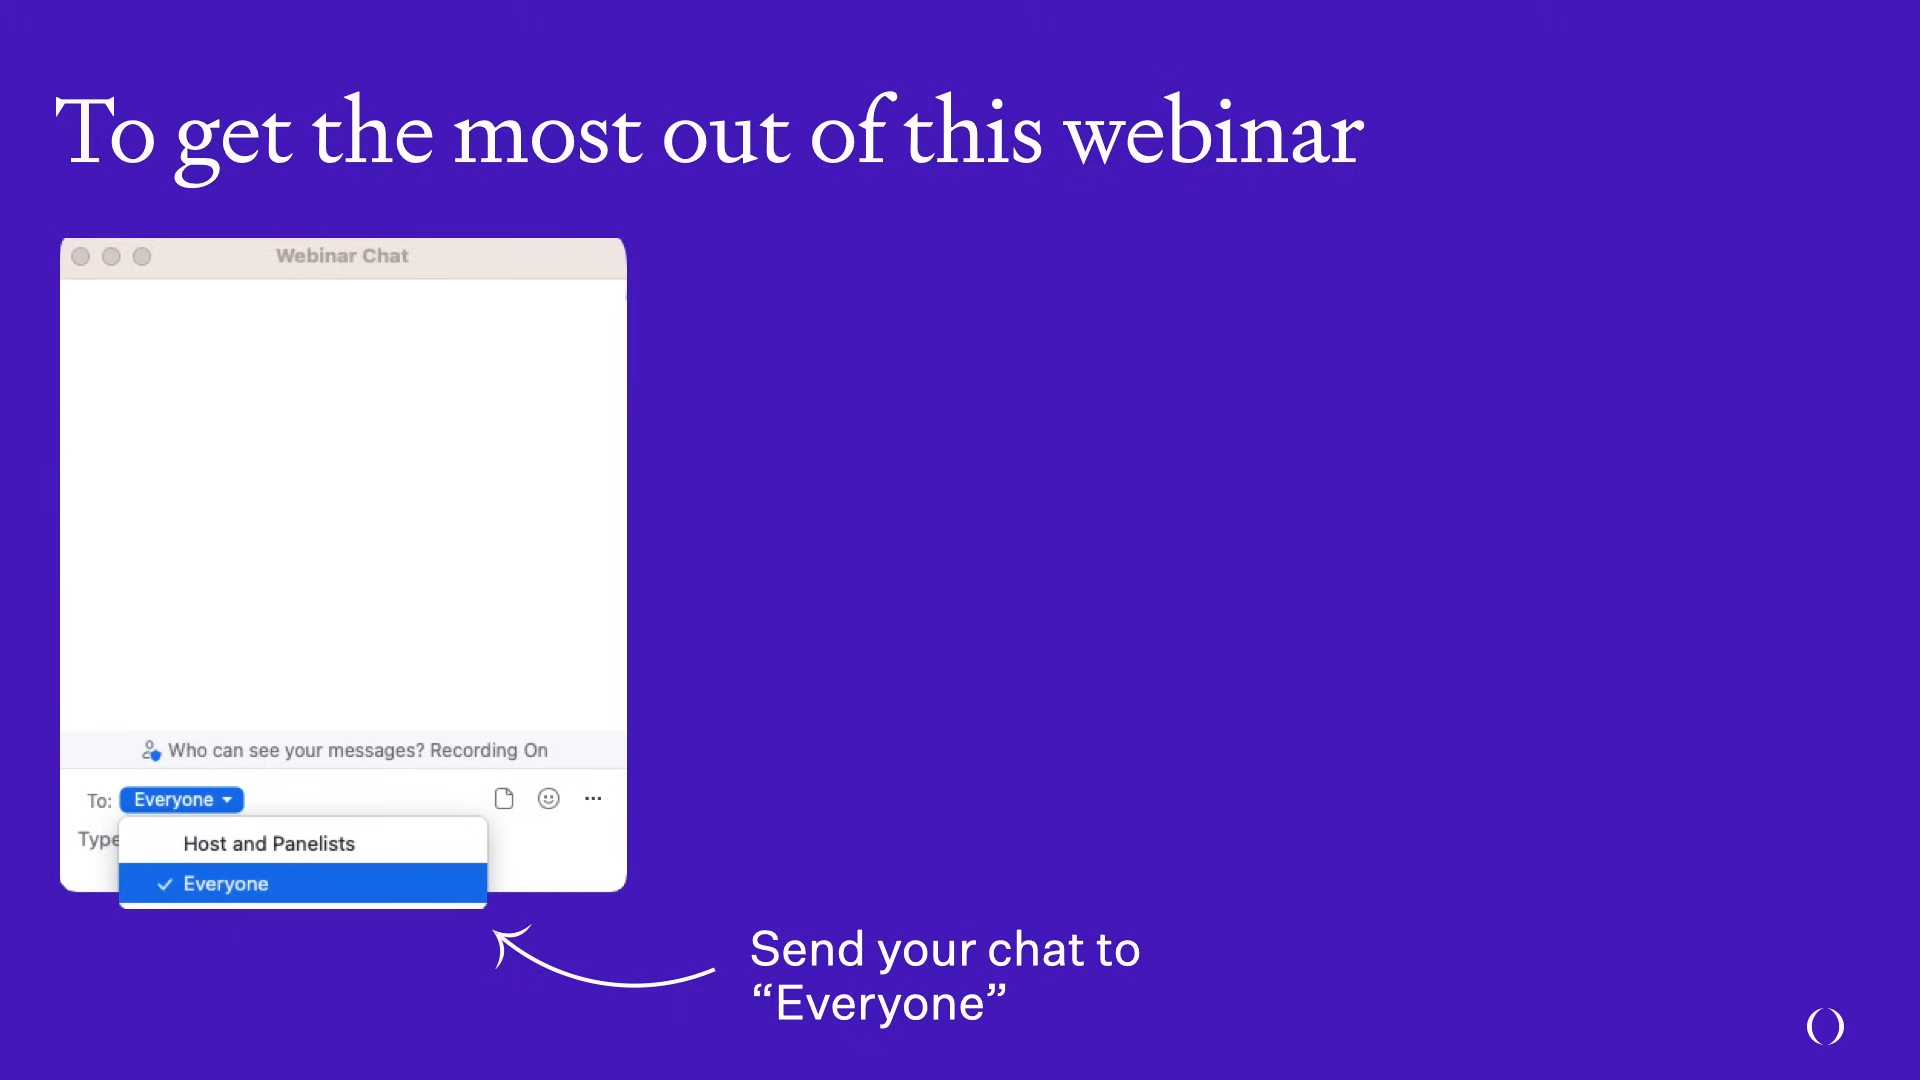 To get the most out of this webinar
Webinar Chat
Who can see your messages? Recording On
To: Everyone
Type
Host and Panelists
Everyone
Send your chat to
“Everyone”